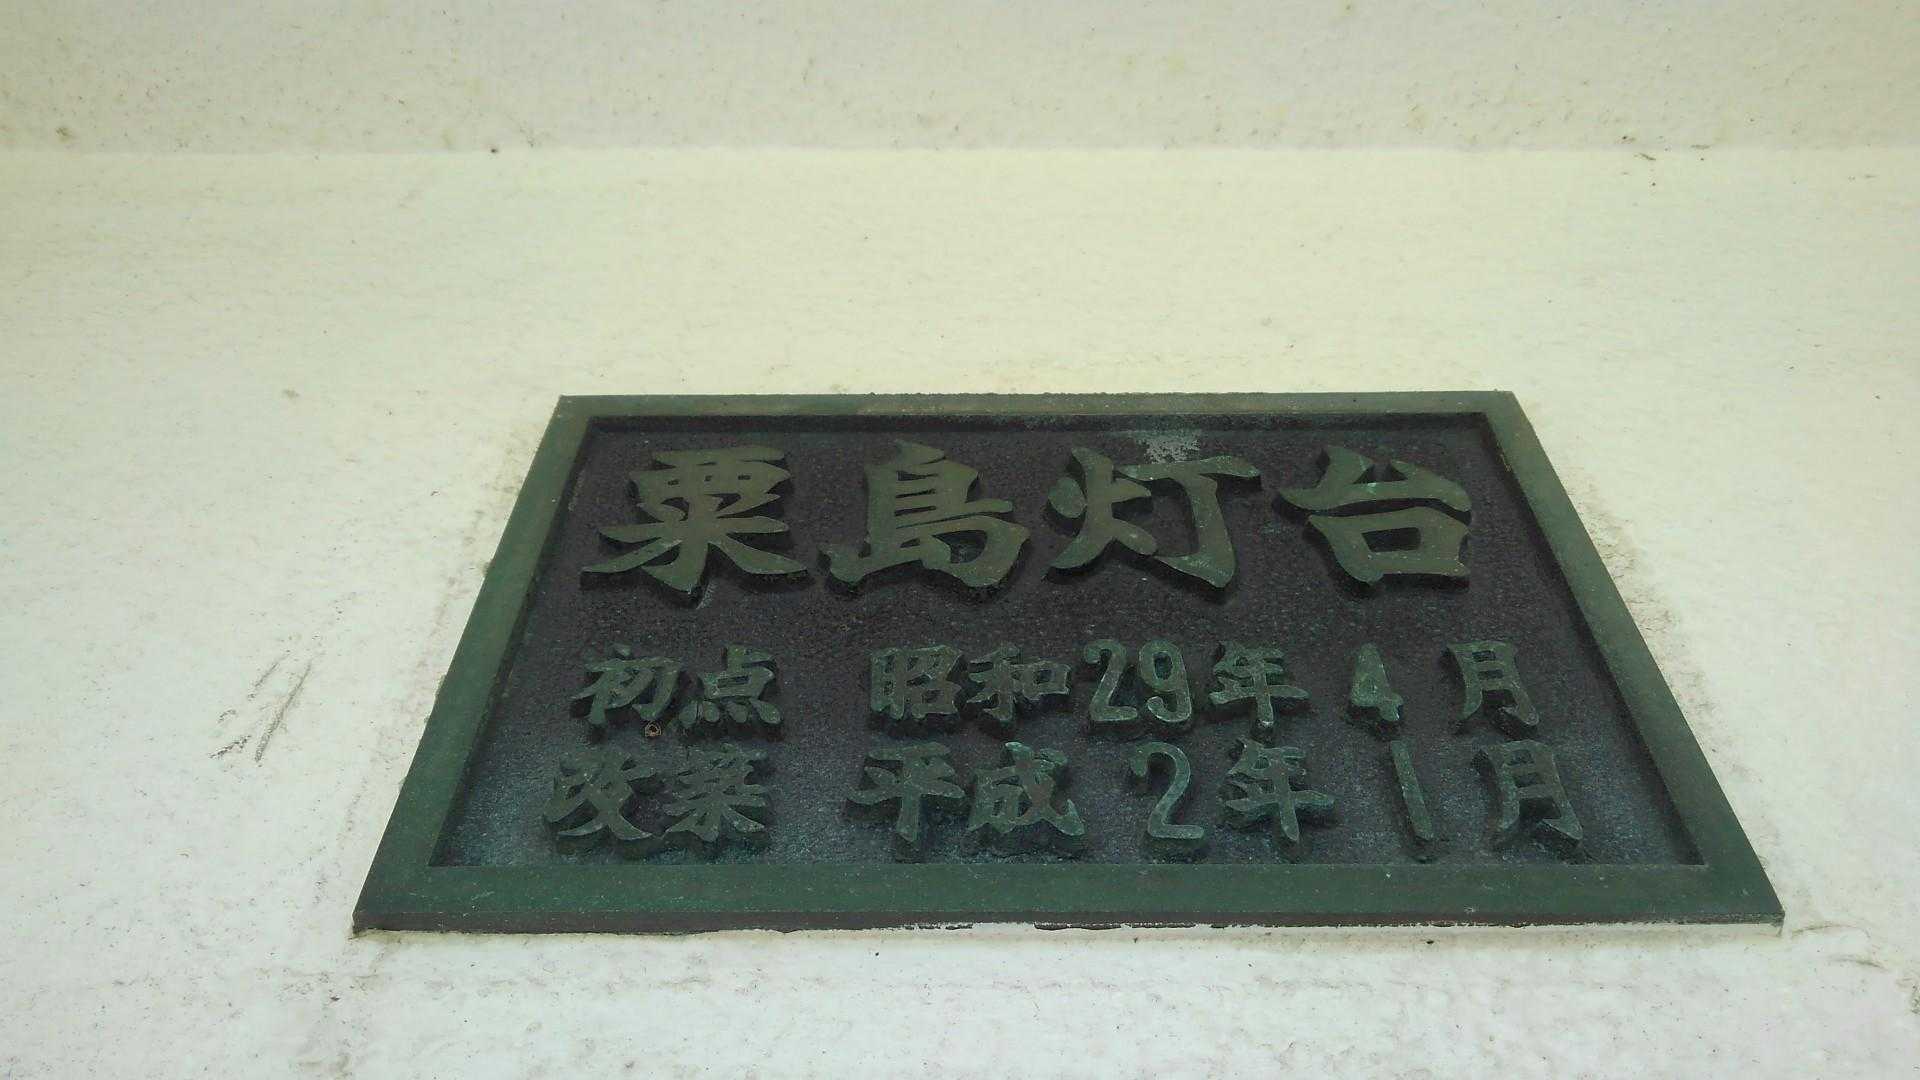 粟島灯台
初点 昭和29年 4月
改築 平成 2年 1月